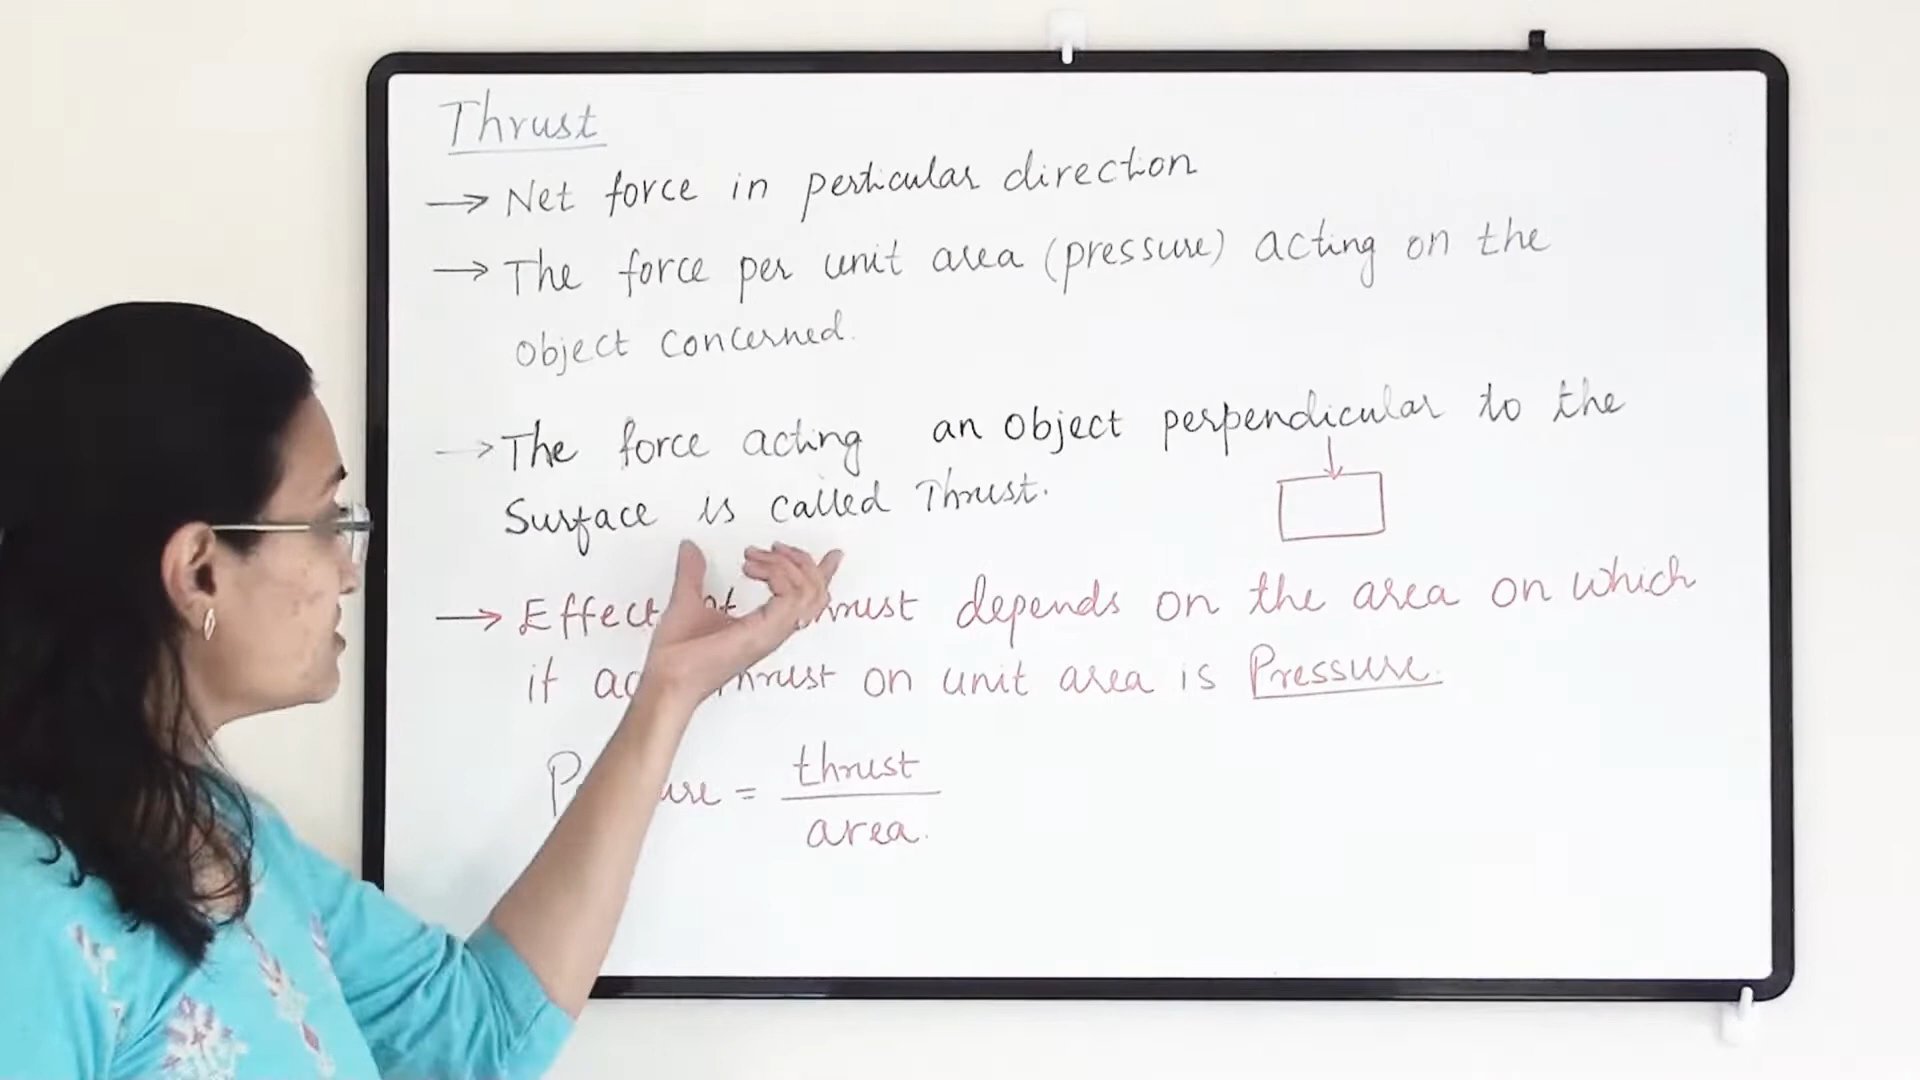 Thrust
→ Net force in perticular direction
→ The force per unit area (pressure) acting on the
object concerned.
→ The force acting an object perpendicular to the
Surface is called Thrust.
→ Effect depends on the area on which
it on unit area is Pressure.
= thrust
area.